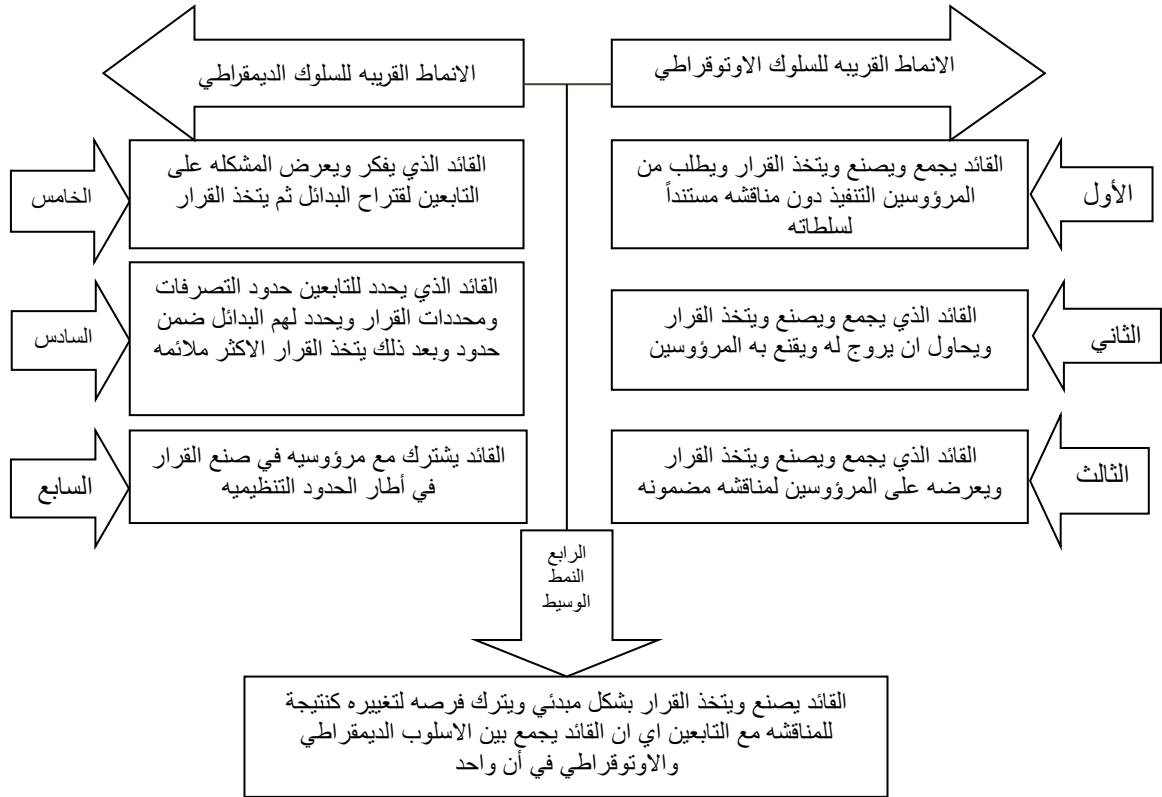 الانماط القريبه للسلوك الاوتوقراطي
الانماط القريبه للسلوك الديمقراطي
الأول
القائد يجمع ويصنع ويتخذ القرار ويطلب من
المرؤوسين التنفيذ دون مناقشه مستنداً
لسلطاته
الثاني
القائد الذي يجمع ويصنع ويتخذ القرار
ويحاول ان يروج له ويقنع به المرؤوسين
الثالث
القائد الذي يجمع ويصنع ويتخذ القرار
ويعرضه على المرؤوسين لمناقشه مضمونه
القائد الذي يفكر ويعرض المشكله على
التابعين لقتراح البدائل ثم يتخذ القرار
الخامس
القائد الذي يحدد للتابعين حدود التصرفات
ومحددات القرار ويحدد لهم البدائل ضمن
حدود وبعد ذلك يتخذ القرار الاكثر ملائمه
السادس
القائد يشترك مع مرؤوسيه في صنع القرار
في أطار الحدود التنظيميه
السابع
الرابع
النمط
الوسيط
القائد يصنع ويتخذ القرار بشكل مبدئي ويترك فرصه لتغييره كنتيجة
للمناقشه مع التابعين اي ان القائد يجمع بين الاسلوب الديمقراطي
والاوتوقراطي في أن واحد